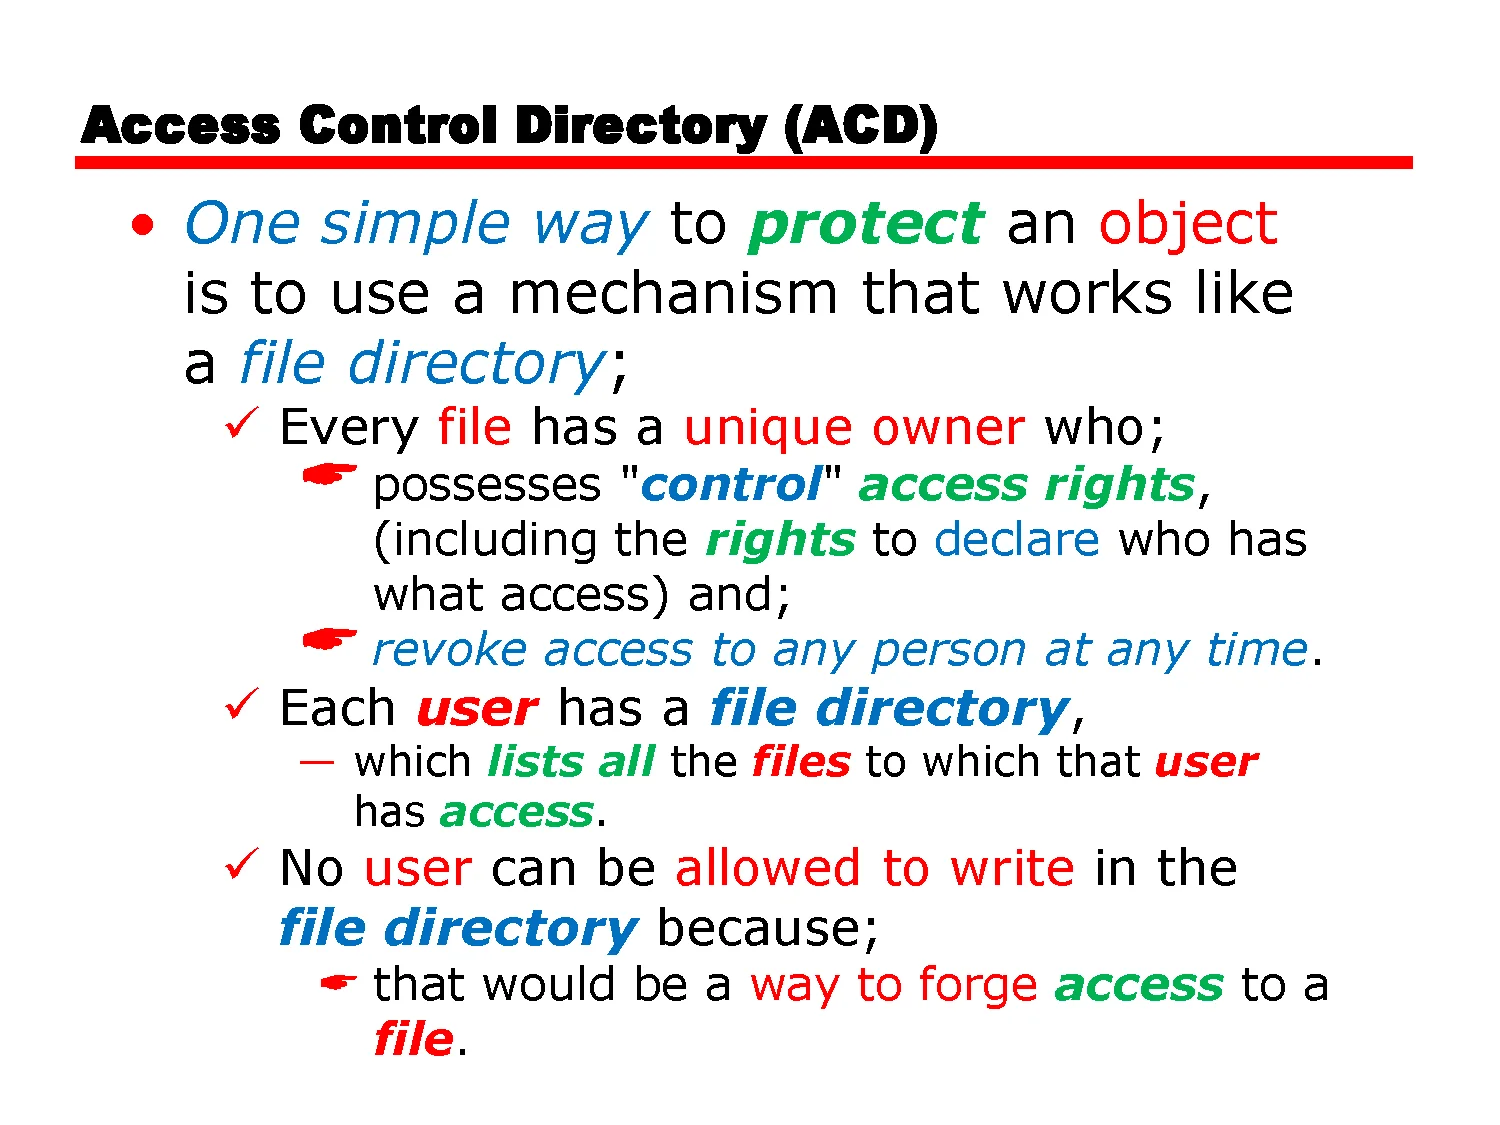 Access Control Directory (ACD)
• One simple way to protect an object
is to use a mechanism that works like
a file directory;
✓ Every file has a unique owner who;
possesses "control" access rights,
(including the rights to declare who has
what access) and;
revoke access to any person at any time.
✓ Each user has a file directory,
— which lists all the files to which that user
has access.
✓ No user can be allowed to write in the
file directory because;
that would be a way to forge access to a
file.